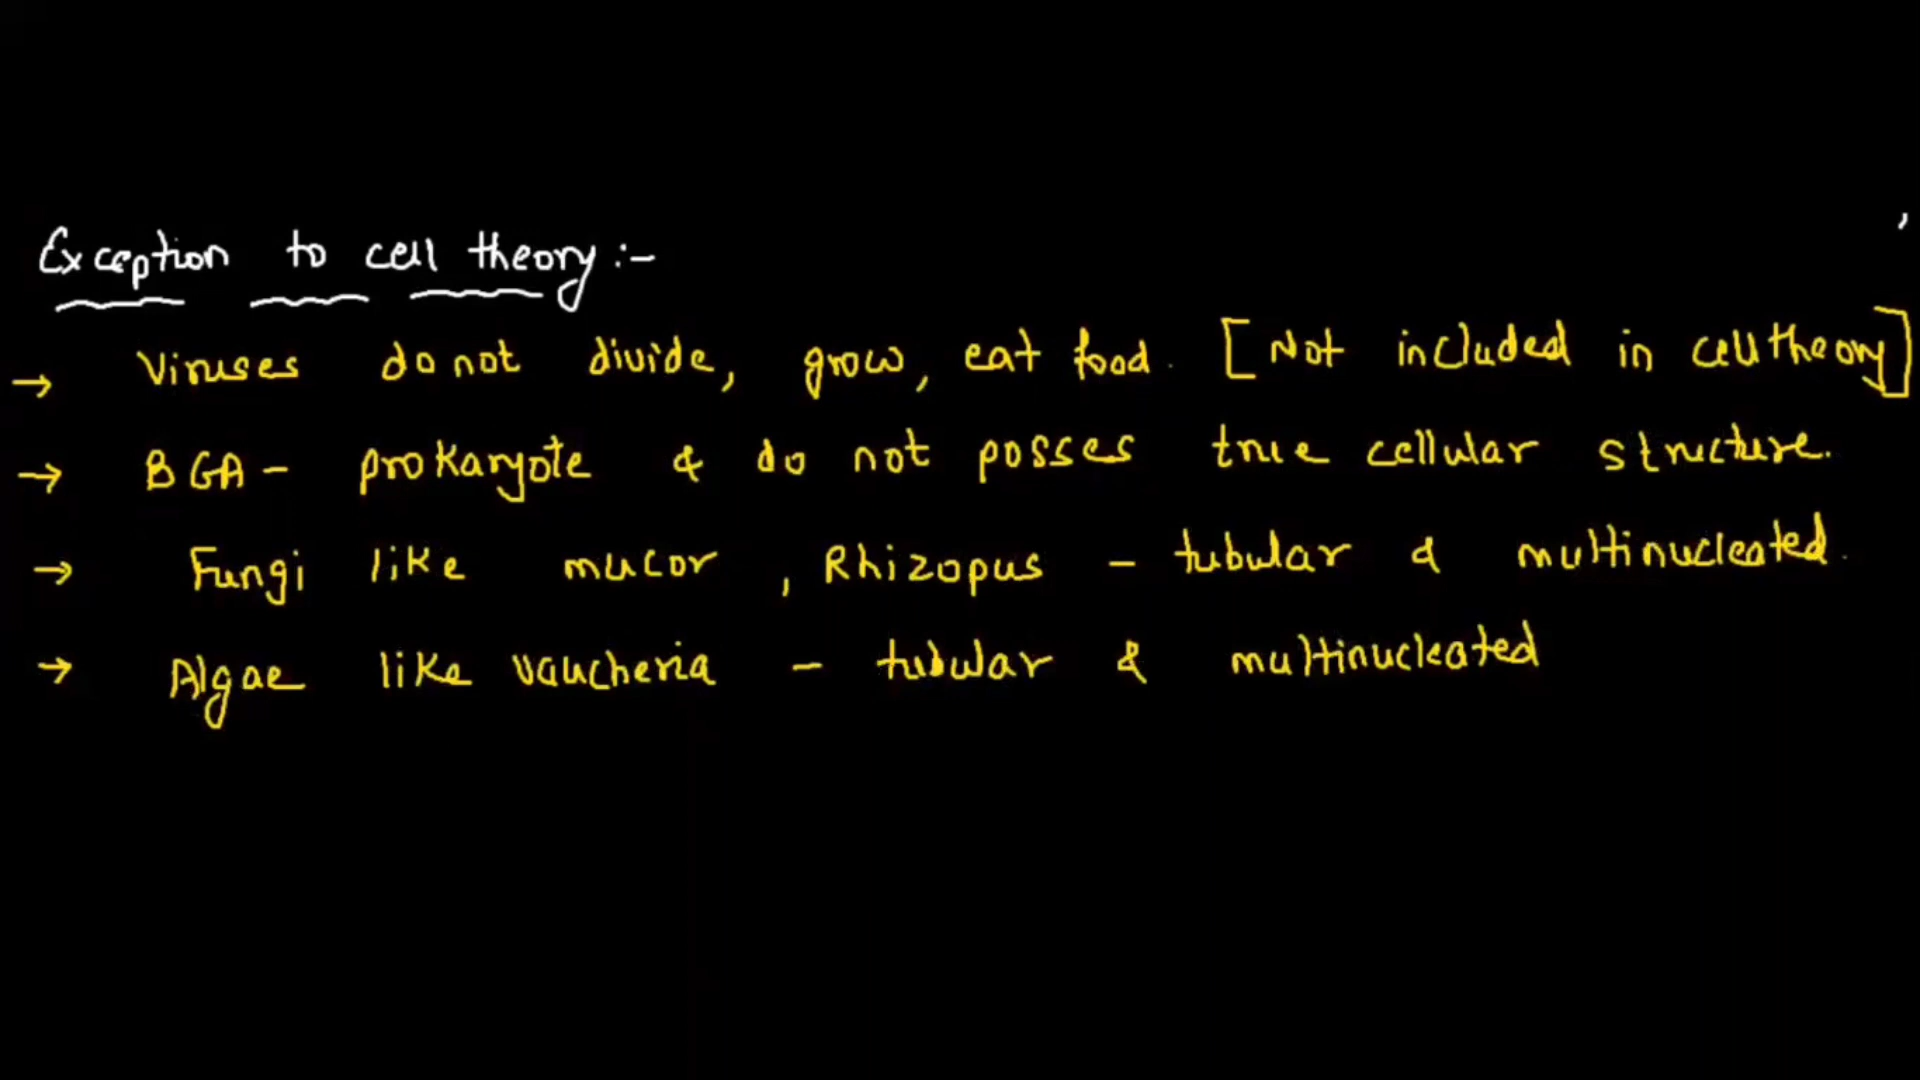 Exception to cell theory :-
→ Viruses do not divide, grow, eat food. [Not included in cell theory]
→ BGA - prokaryote & do not posses true cellular structure.
→ Fungi like mucor, Rhizopus - tubular & multinucleated.
→ Algae like vaucheria - tubular & multinucleated